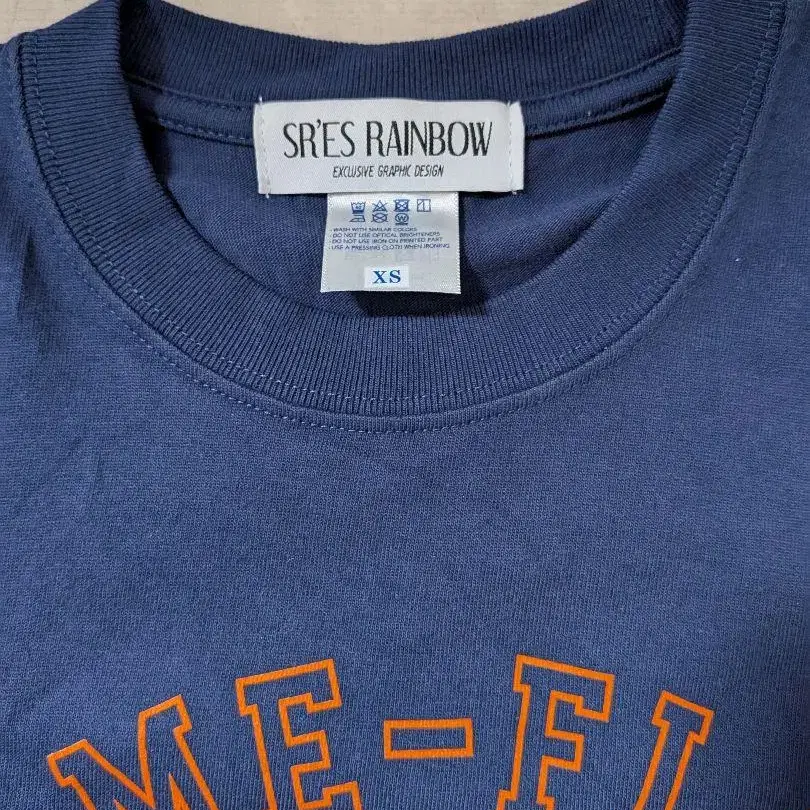 SR'ES RAINBOW
EXCLUSIVE GRAPHIC DESIGN
· WASH WITH SIMILAR COLORS
· DO NOT USE OPTICAL BRIGHTENERS
· DO NOT USE IRON ON PRINTED PART
· USE A PRESSING CLOTH WHEN IRONING
XS
ME-FI